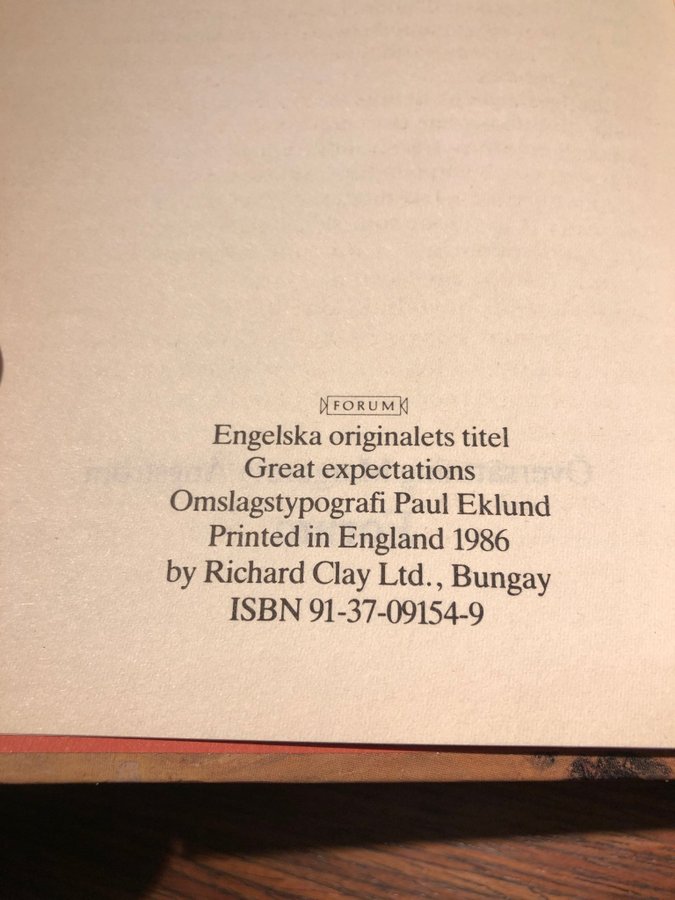 FORUM
Engelska originalets titel
Great expectations
Omslagstypografi Paul Eklund
Printed in England 1986
by Richard Clay Ltd., Bungay
ISBN 91-37-09154-9